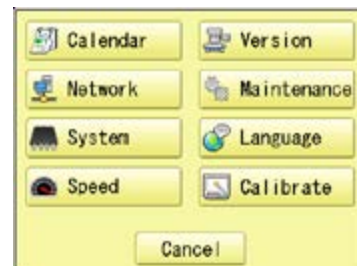 Calendar
Version
Network
Maintenance
System
Language
Speed
Calibrate
Cancel